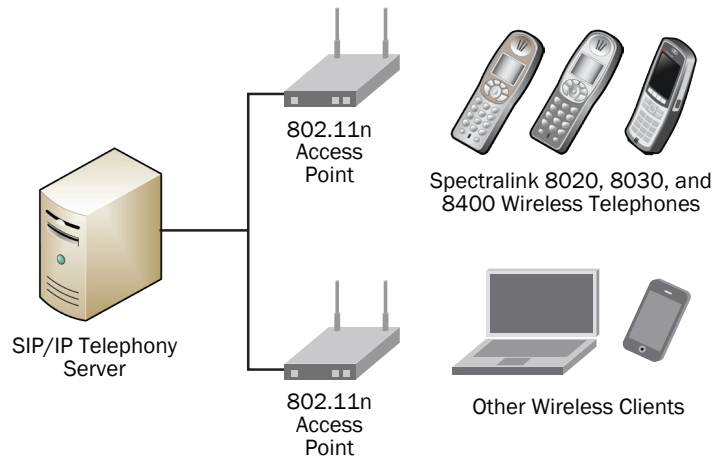 802.11n
Access
Point
Spectralink 8020, 8030, and
8400 Wireless Telephones
SIP/IP Telephony
Server
802.11n
Access
Point
Other Wireless Clients